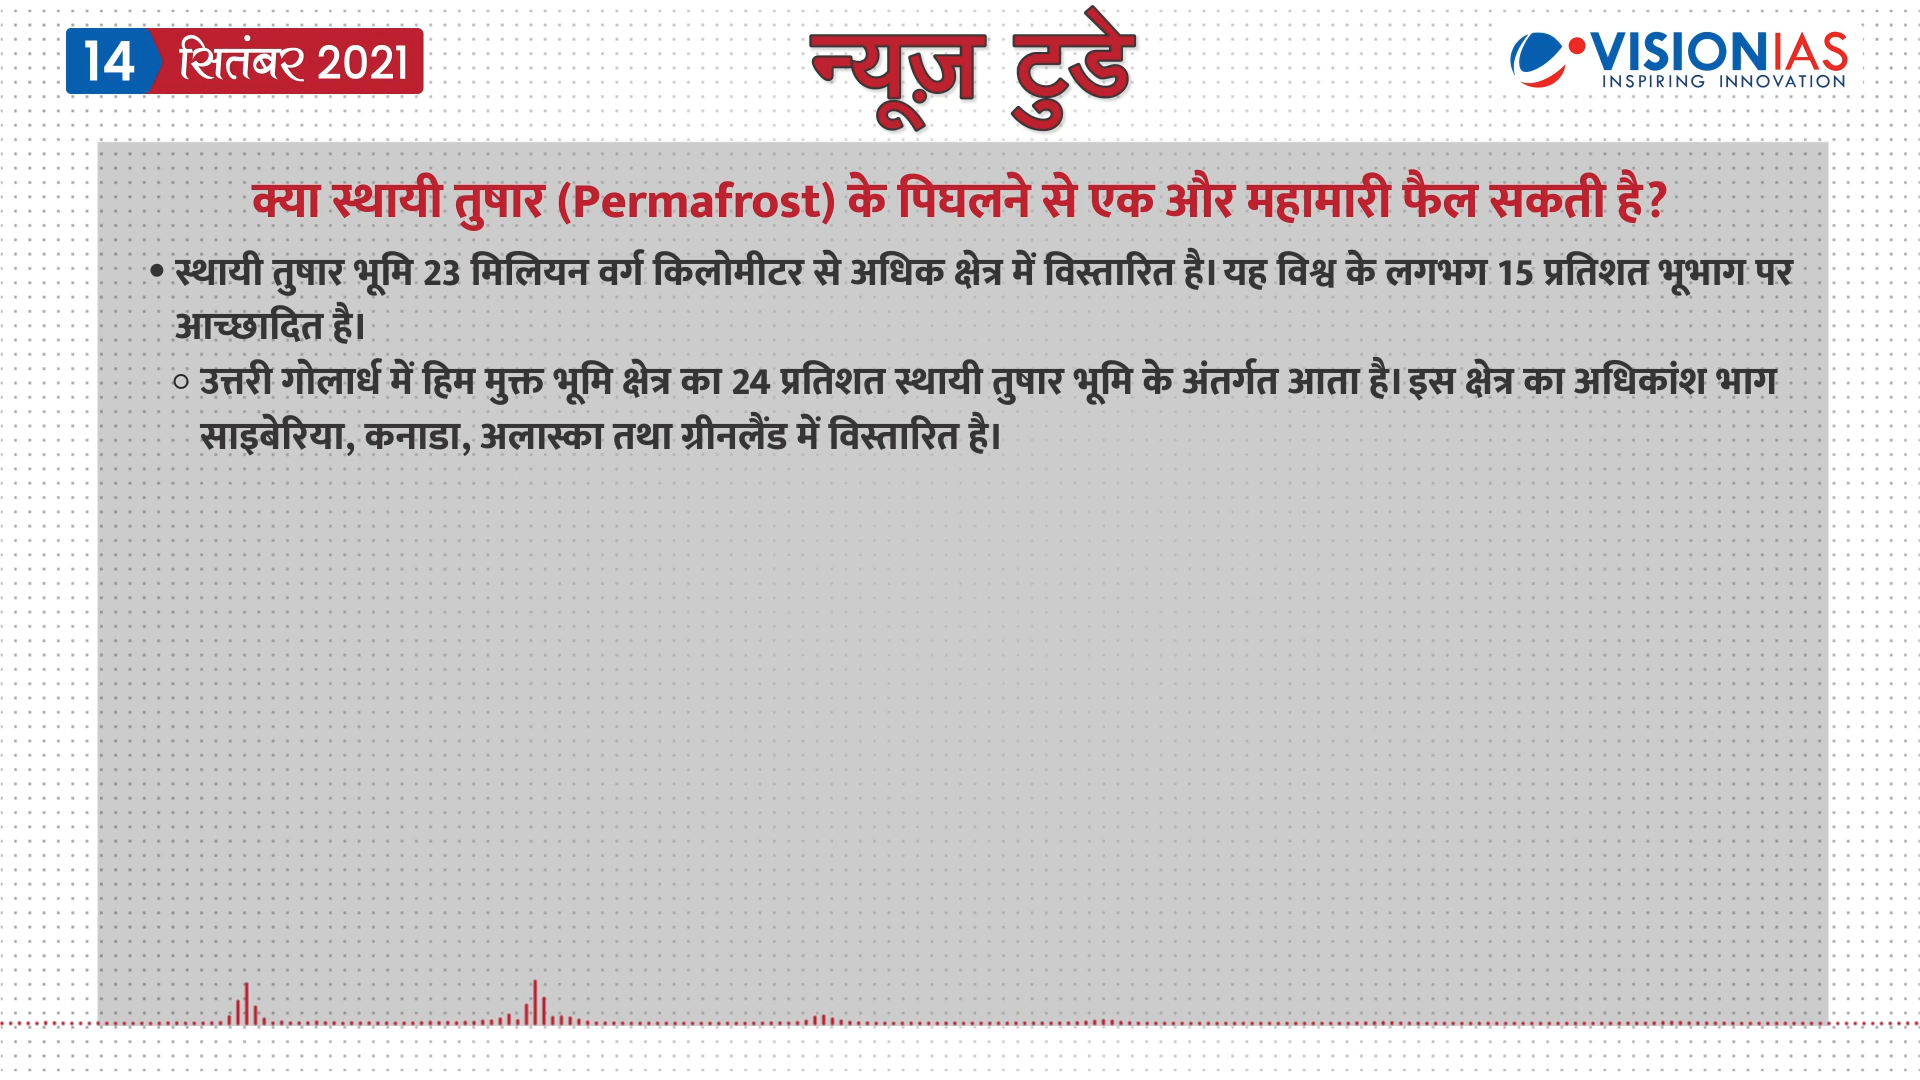 14 सितंबर 2021
न्यूज़ टुडे
VISIONIAS
INSPIRING INNOVATION
क्या स्थायी तुषार (Permafrost) के पिघलने से एक और महामारी फैल सकती है?
• स्थायी तुषार भूमि 23 मिलियन वर्ग किलोमीटर से अधिक क्षेत्र में विस्तारित है। यह विश्व के लगभग 15 प्रतिशत भूभाग पर
आच्छादित है।
○ उत्तरी गोलार्ध में हिम मुक्त भूमि क्षेत्र का 24 प्रतिशत स्थायी तुषार भूमि के अंतर्गत आता है। इस क्षेत्र का अधिकांश भाग
साइबेरिया, कनाडा, अलास्का तथा ग्रीनलैंड में विस्तारित है।